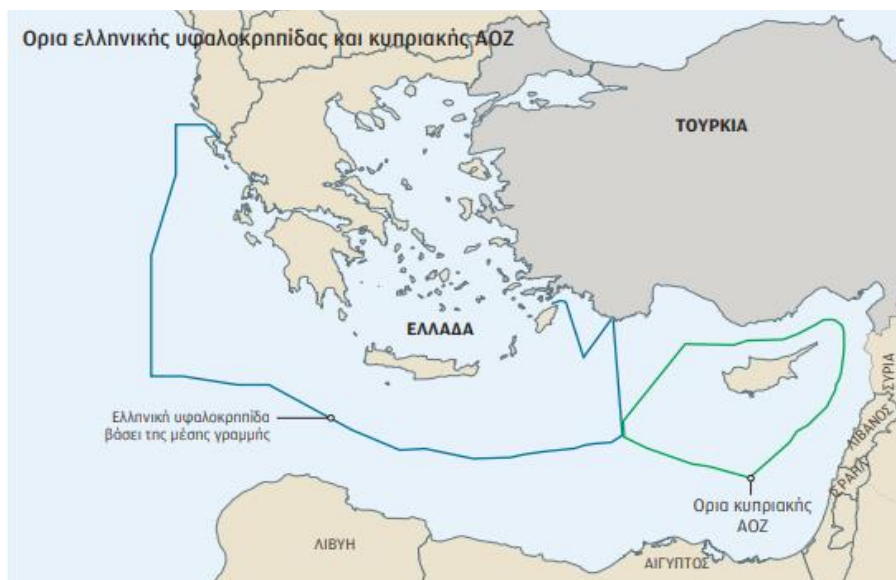 Ορια ελληνικής υφαλοκρηπίδας και κυπριακής ΑΟΖ
ΤΟΥΡΚΙΑ
ΕΛΛΑΔΑ
Ελληνική υφαλοκρηπίδα
βάσει της μέσης γραμμής
ΣΥΡΙΑ
ΛΙΒΑΝΟΣ
ΙΣΡΑΗΛ
Ορια κυπριακής
ΑΟΖ
ΛΙΒΥΗ
ΑΙΓΥΠΤΟΣ